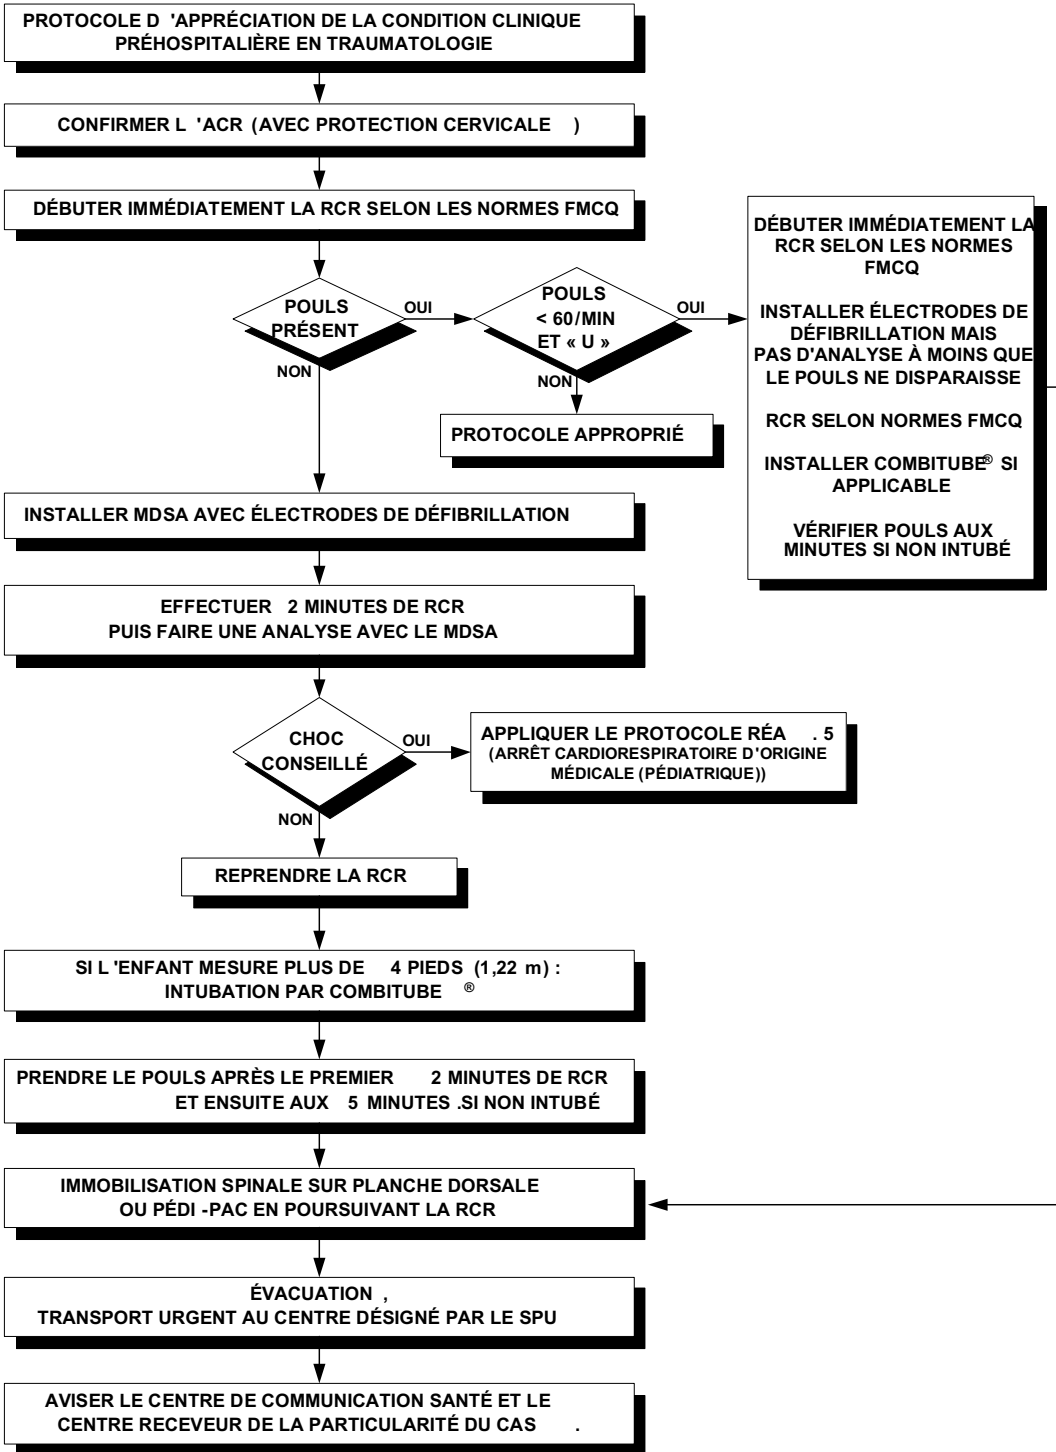 PROTOCOLE D 'APPRÉCIATION DE LA CONDITION CLINIQUE
PRÉHOSPITALIÈRE EN TRAUMATOLOGIE
CONFIRMER L 'ACR (AVEC PROTECTION CERVICALE )
DÉBUTER IMMÉDIATEMENT LA RCR SELON LES NORMES FMCQ
POULS
PRÉSENT
OUI
NON
POULS
< 60/MIN
ET « U »
OUI
NON
PROTOCOLE APPROPRIÉ
DÉBUTER IMMÉDIATEMENT LA
RCR SELON LES NORMES
FMCQ
INSTALLER ÉLECTRODES DE
DÉFIBRILLATION MAIS
PAS D'ANALYSE À MOINS QUE
LE POULS NE DISPARAISSE
RCR SELON NORMES FMCQ
INSTALLER COMBITUBE® SI
APPLICABLE
VÉRIFIER POULS AUX
MINUTES SI NON INTUBÉ
INSTALLER MDSA AVEC ÉLECTRODES DE DÉFIBRILLATION
EFFECTUER 2 MINUTES DE RCR
PUIS FAIRE UNE ANALYSE AVEC LE MDSA
CHOC
CONSEILLÉ
OUI
NON
APPLIQUER LE PROTOCOLE RÉA . 5
(ARRÊT CARDIORESPIRATOIRE D'ORIGINE
MÉDICALE (PÉDIATRIQUE))
REPRENDRE LA RCR
SI L 'ENFANT MESURE PLUS DE 4 PIEDS (1,22 m) :
INTUBATION PAR COMBITUBE ®
PRENDRE LE POULS APRÈS LE PREMIER 2 MINUTES DE RCR
ET ENSUITE AUX 5 MINUTES .SI NON INTUBÉ
IMMOBILISATION SPINALE SUR PLANCHE DORSALE
OU PÉDI -PAC EN POURSUIVANT LA RCR
ÉVACUATION ,
TRANSPORT URGENT AU CENTRE DÉSIGNÉ PAR LE SPU
AVISER LE CENTRE DE COMMUNICATION SANTÉ ET LE
CENTRE RECEVEUR DE LA PARTICULARITÉ DU CAS .